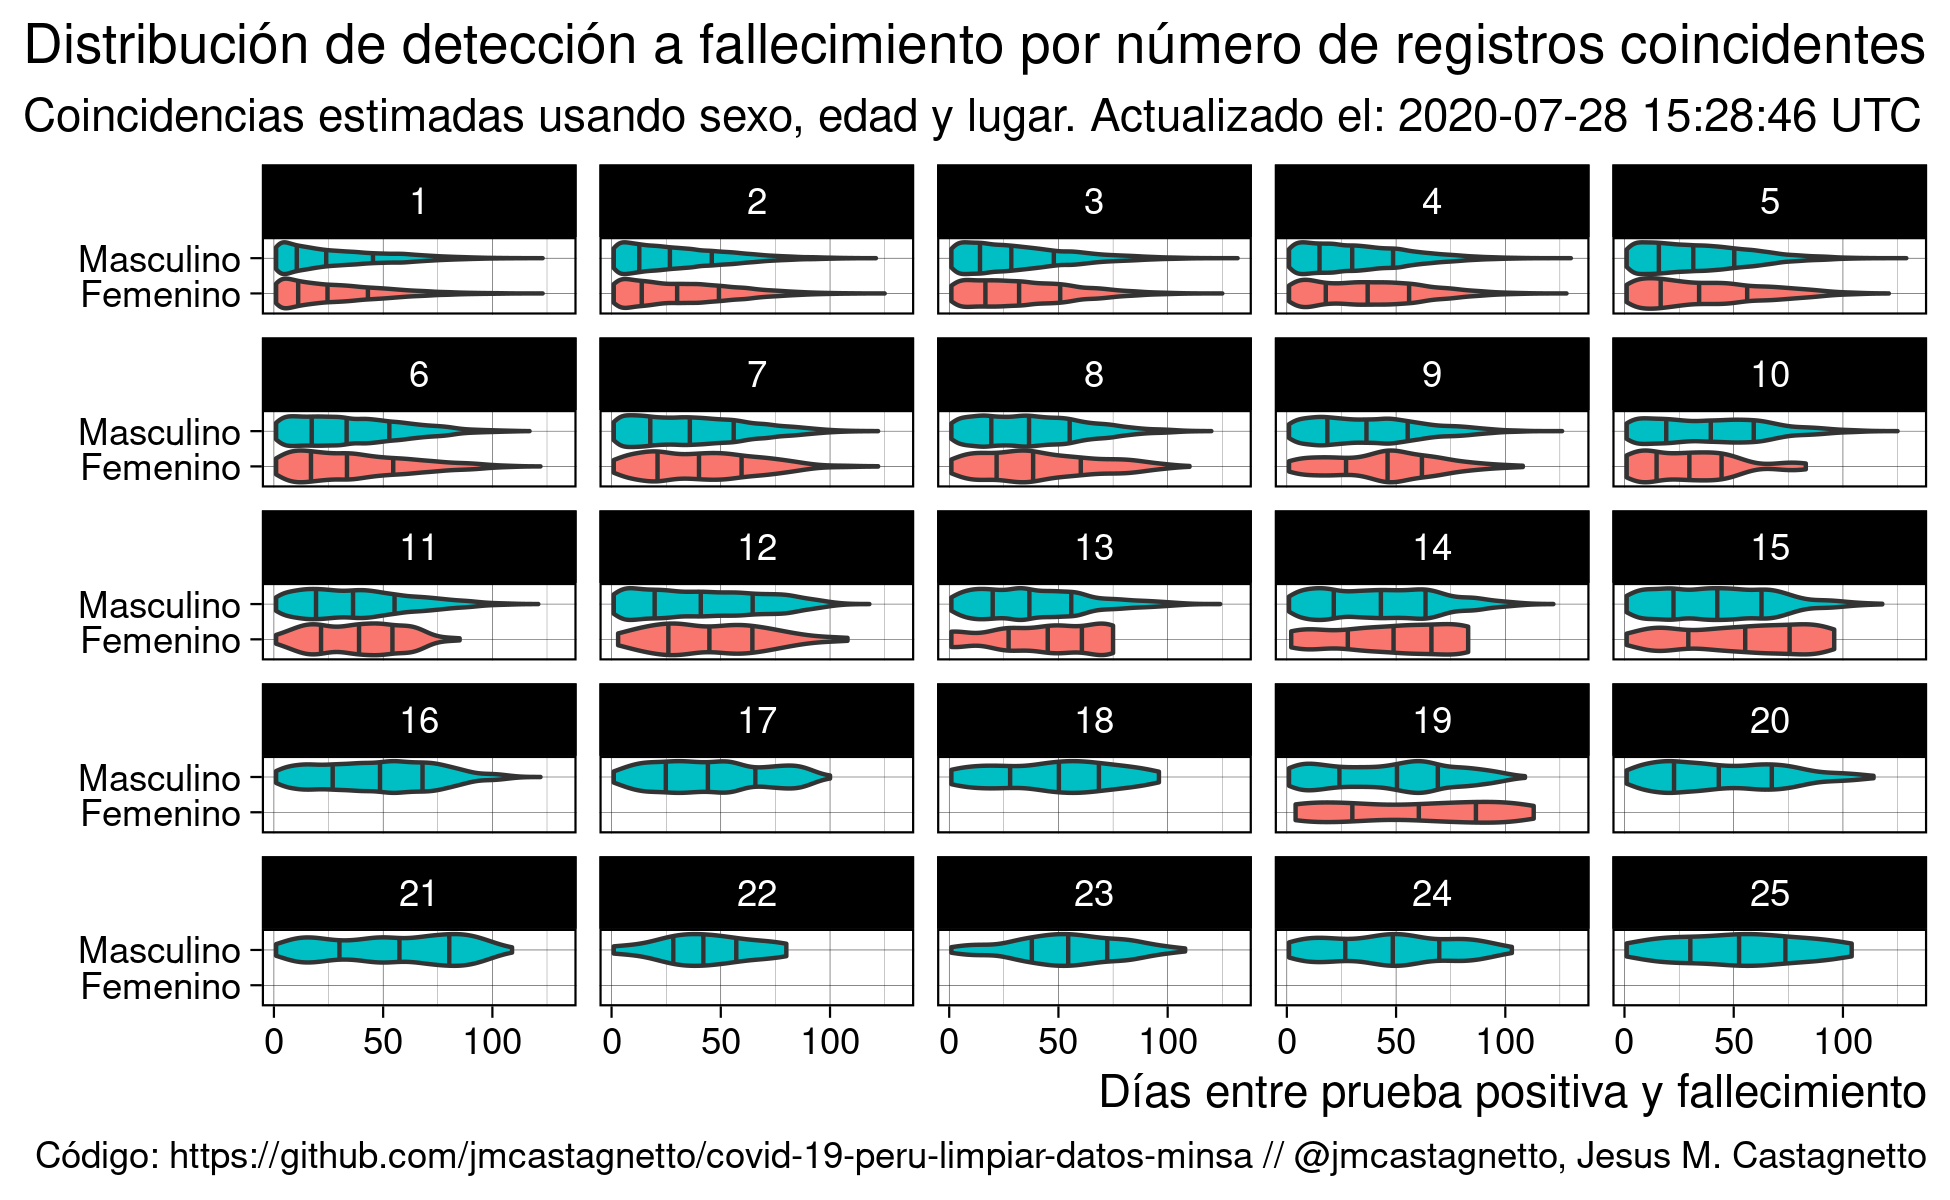 Distribución de detección a fallecimiento por número de registros coincidentes
Coincidencias estimadas usando sexo, edad y lugar. Actualizado el: 2020-07-28 15:28:46 UTC
1 2 3 4 5
Masculino
Femenino
6 7 8 9 10
Masculino
Femenino
11 12 13 14 15
Masculino
Femenino
16 17 18 19 20
Masculino
Femenino
21 22 23 24 25
Masculino
Femenino
0 50 100 0 50 100 0 50 100 0 50 100 0 50 100
Días entre prueba positiva y fallecimiento
Código: https://github.com/jmcastagnetto/covid-19-peru-limpiar-datos-minsa // @jmcastagnetto, Jesus M. Castagnetto